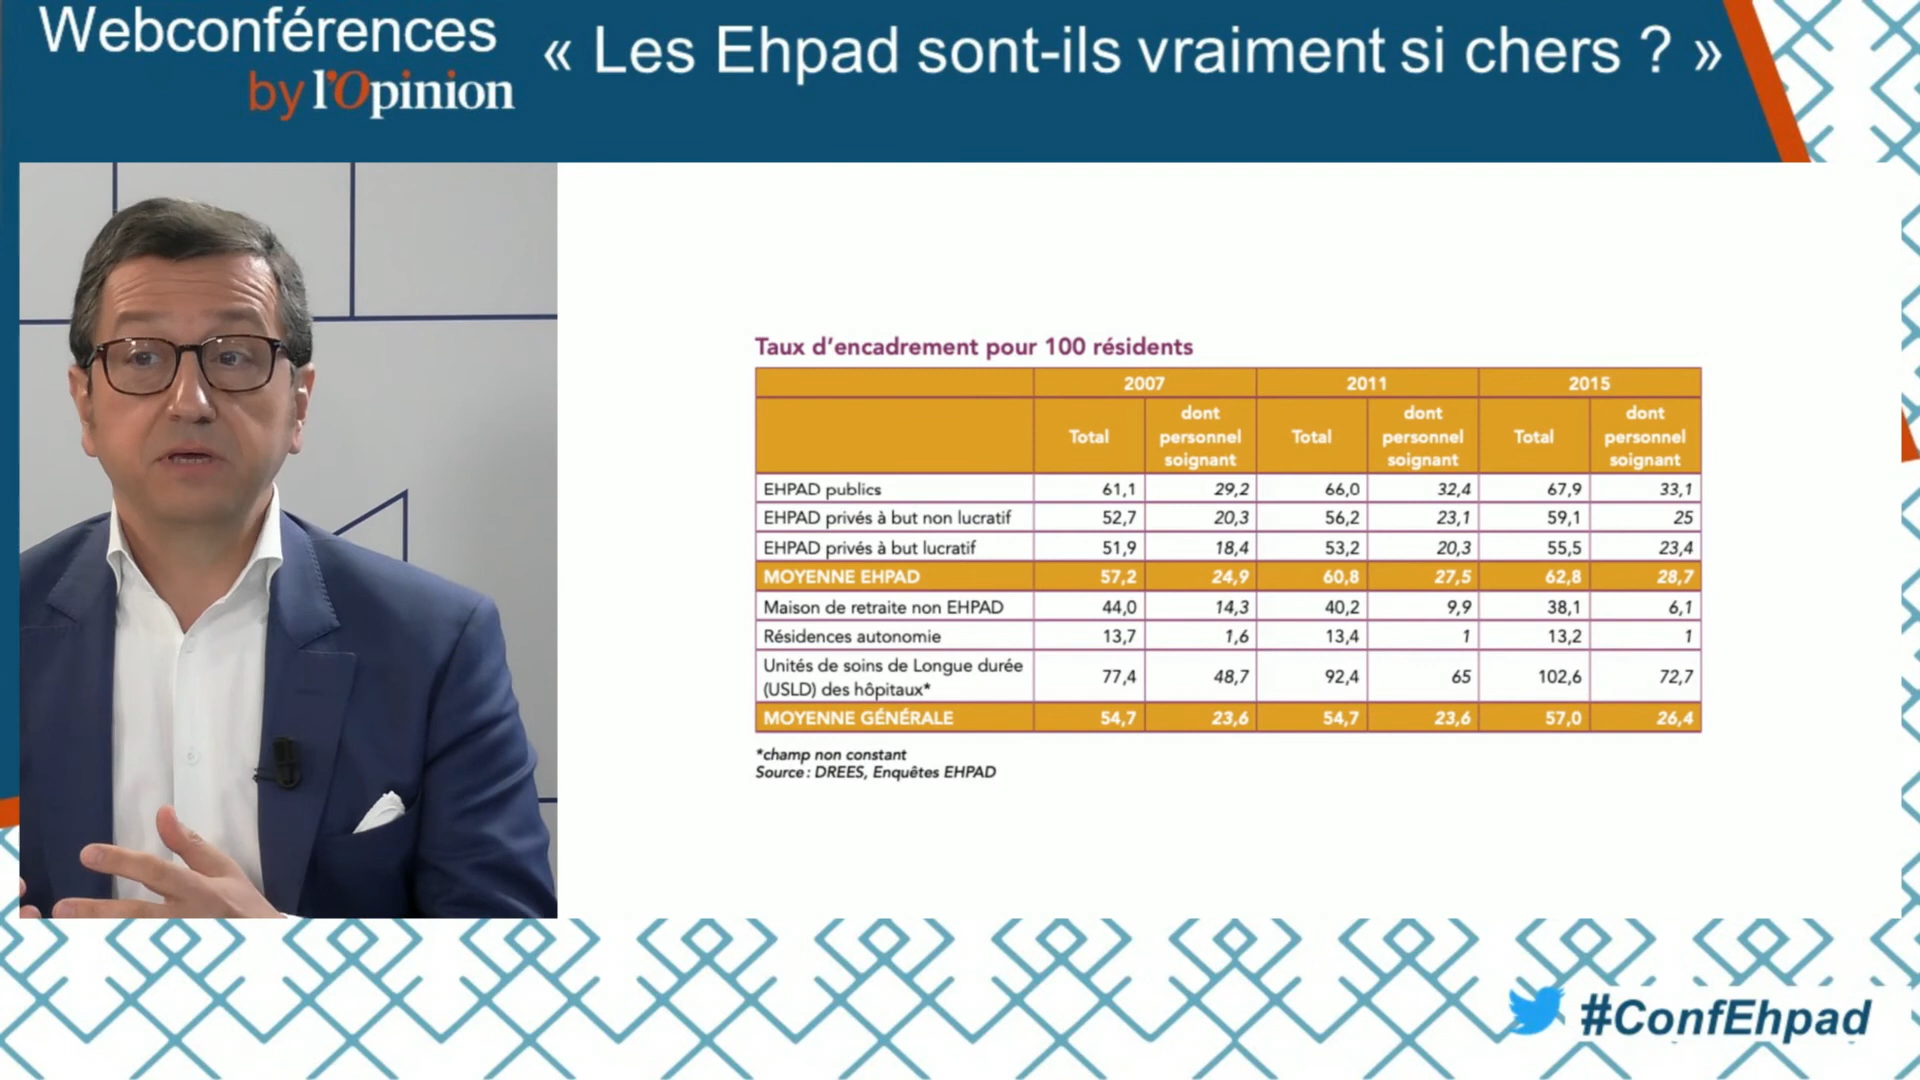 Webconférences
by l'Opinion
« Les Ehpad sont-ils vraiment si chers ? »
Taux d'encadrement pour 100 résidents
2007 2011 2015
Total dont personnel soignant Total dont personnel soignant Total dont personnel soignant
EHPAD publics 61,1 29,2 66,0 32,4 67,9 33,1
EHPAD privés à but non lucratif 52,7 20,3 56,2 23,1 59,1 25
EHPAD privés à but lucratif 51,9 18,4 53,2 20,3 55,5 23,4
MOYENNE EHPAD 57,2 24,9 60,8 27,5 62,8 28,7
Maison de retraite non EHPAD 44,0 14,3 40,2 9,9 38,1 6,1
Résidences autonomie 13,7 1,6 13,4 1 13,2 1
Unités de soins de Longue durée
(USLD) des hôpitaux* 77,4 48,7 92,4 65 102,6 72,7
MOYENNE GÉNÉRALE 54,7 23,6 54,7 23,6 57,0 26,4
*champ non constant
Source : DREES, Enquêtes EHPAD
#ConfEhpad